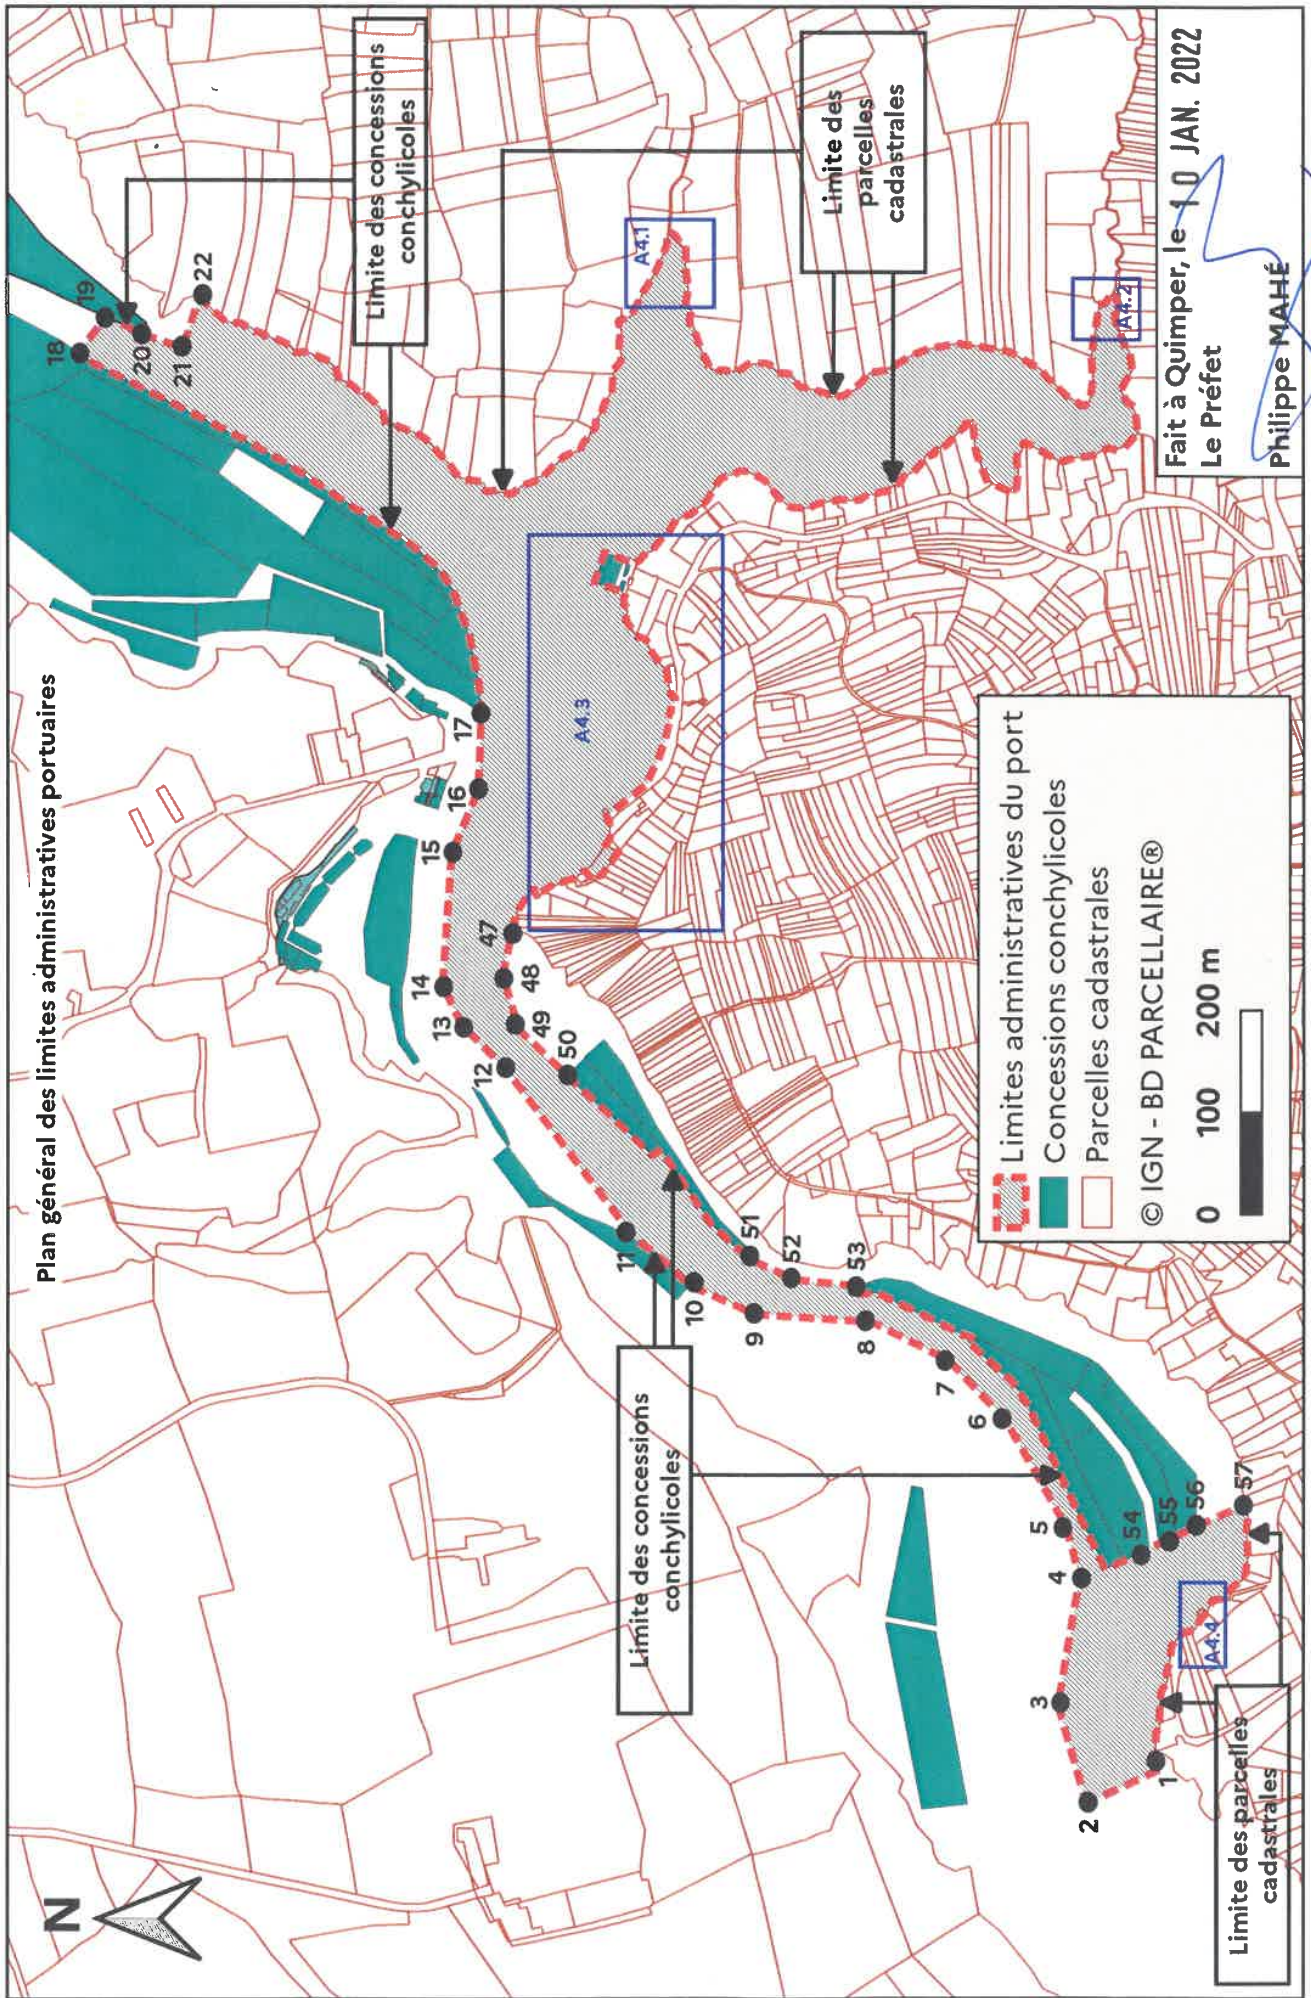 Plan général des limites administratives portuaires
N
Limite des concessions
conchylicoles
18
19
20
21
22
A4.1
Limite des
parcelles
cadastrales
A4.2
A4.3
17
16
15
14
13
12
11
10
9
8
7
6
5
4
3
2
1
47
48
49
50
51
52
53
54
55
56
57
A4.4
Limite des concessions
conchylicoles
Limite des parcelles
cadastrales
Limites administratives du port
Concessions conchylicoles
Parcelles cadastrales
© IGN - BD PARCELLAIRE®
0 100 200 m
Fait à Quimper, le 10 JAN. 2022
Le Préfet
Philippe MAHÉ